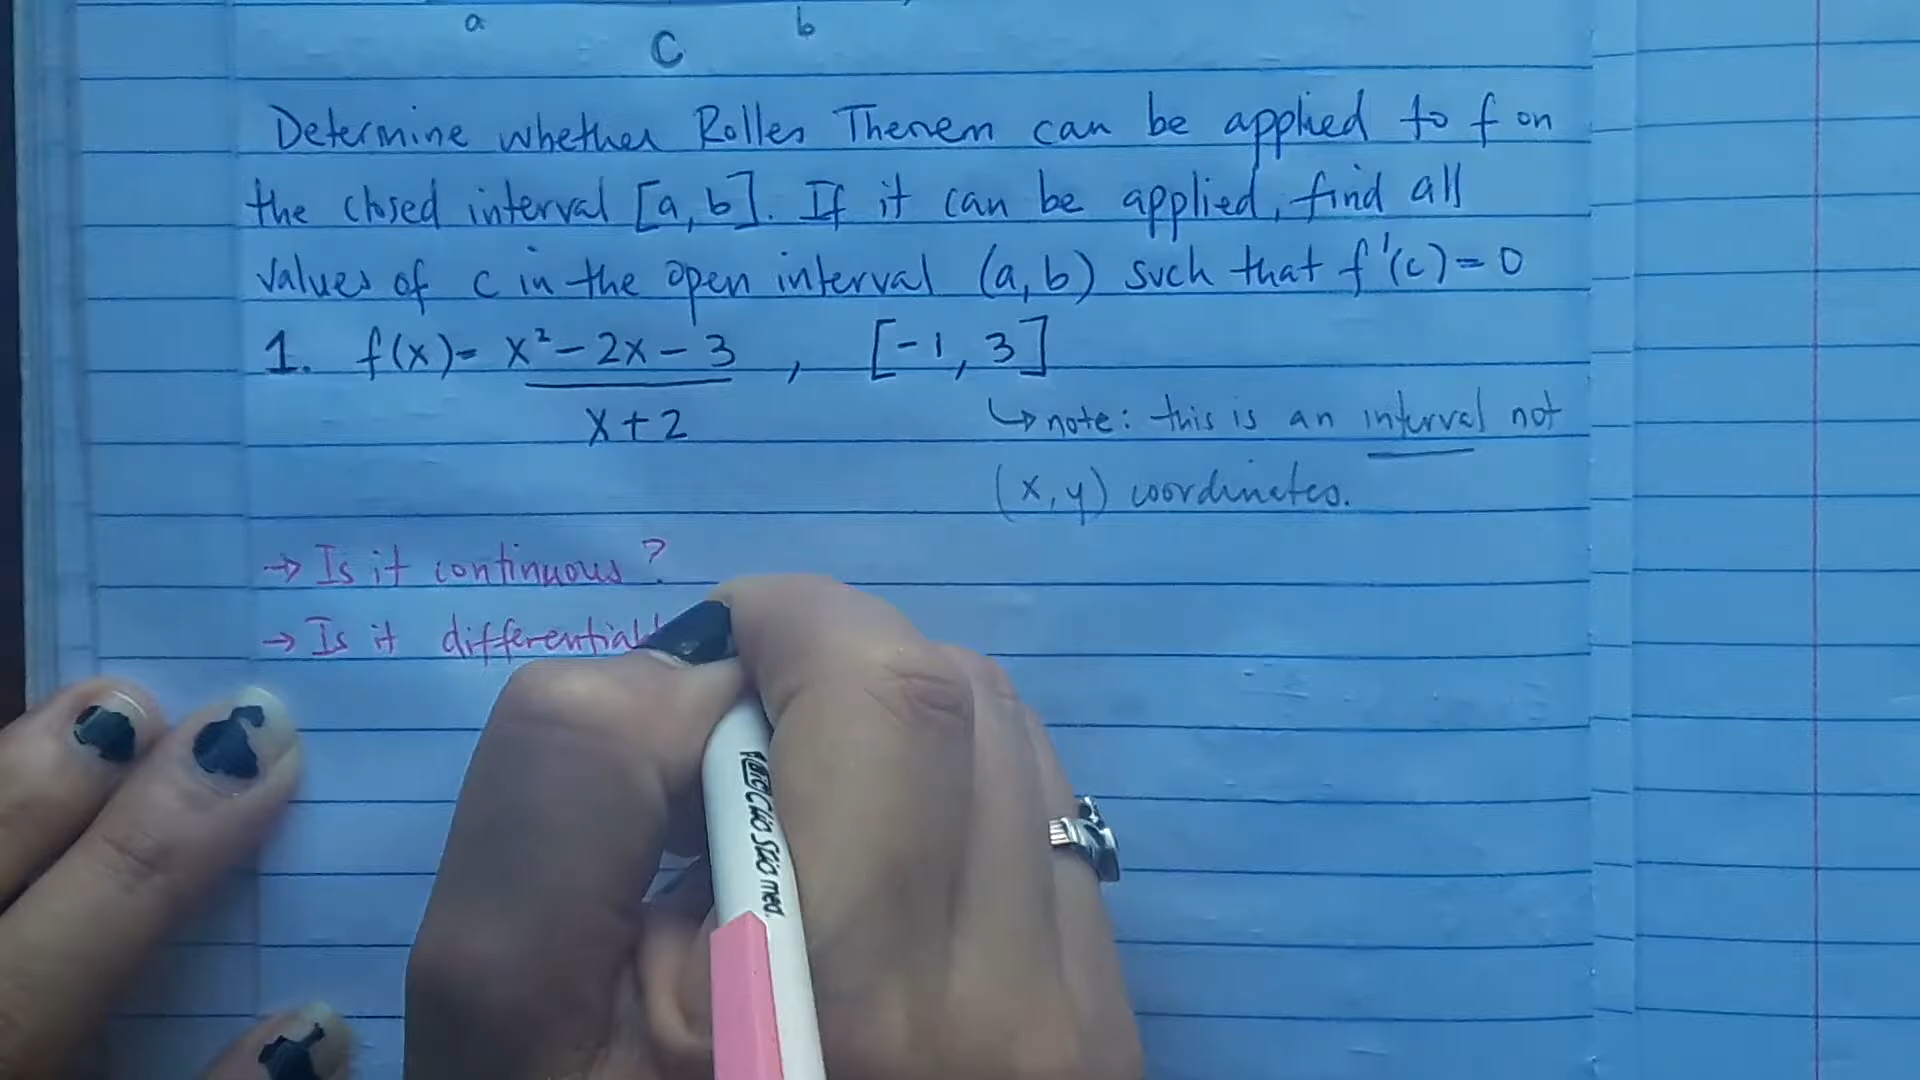 a b
C
Determine whether Rolles Therem can be applied to f on
the closed interval [a, b]. If it can be applied, find all
values of c in the open interval (a, b) such that f'(c) = 0
1. f(x) = x² - 2x - 3 , [-1, 3]
x + 2
↳ note: this is an interval not
(x, y) coordinates.
→ Is it continuous?
→ Is it differentiab